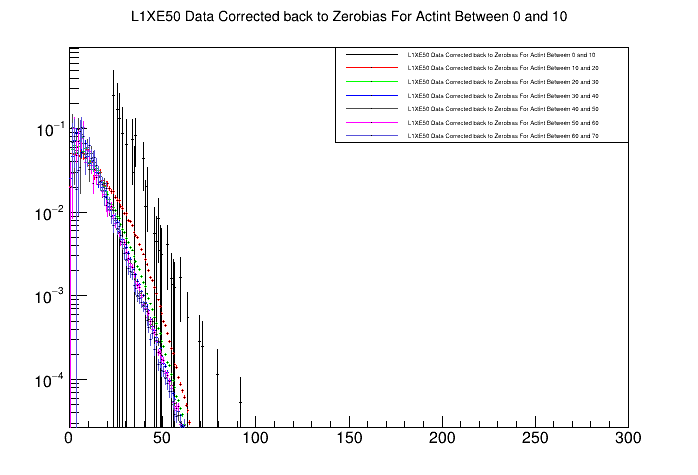 L1XE50 Data Corrected back to Zerobias For Actint Between 0 and 10
L1XE50 Data Corrected back to Zerobias For Actint Between 0 and 10
L1XE50 Data Corrected back to Zerobias For Actint Between 10 and 20
L1XE50 Data Corrected back to Zerobias For Actint Between 20 and 30
L1XE50 Data Corrected back to Zerobias For Actint Between 30 and 40
L1XE50 Data Corrected back to Zerobias For Actint Between 40 and 50
L1XE50 Data Corrected back to Zerobias For Actint Between 50 and 60
L1XE50 Data Corrected back to Zerobias For Actint Between 60 and 70
10⁻¹
10⁻²
10⁻³
10⁻⁴
0 50 100 150 200 250 300